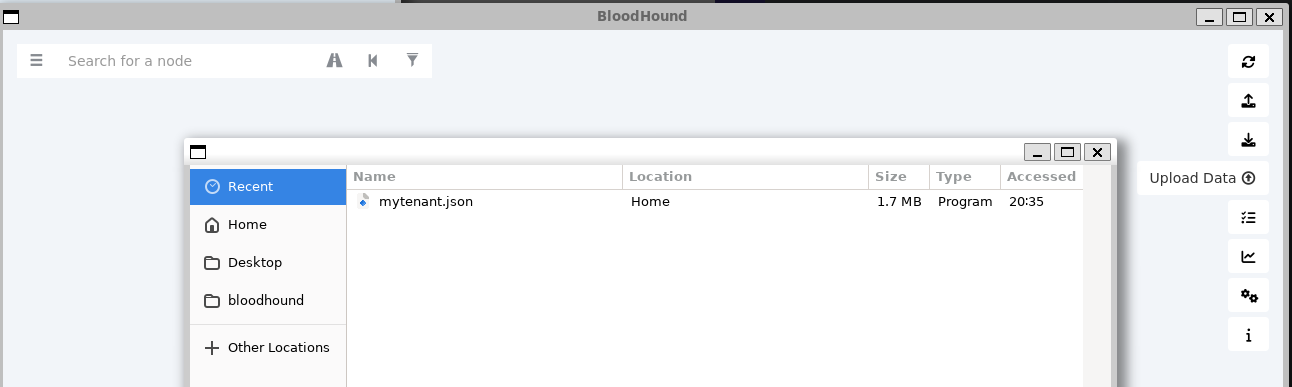 BloodHound
Search for a node
Upload Data
Name Location Size Type Accessed
Recent
mytenant.json Home 1.7 MB Program 20:35
Home
Desktop
bloodhound
Other Locations